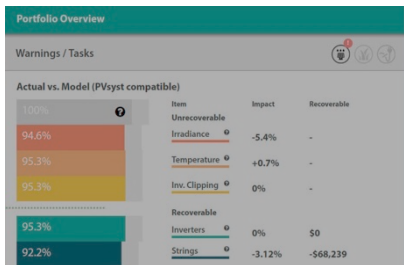 Portfolio Overview
Warnings / Tasks
Actual vs. Model (PVsyst compatible)
Item Impact Recoverable
Unrecoverable
100%
94.6% Irradiance -5.4% -
95.3% Temperature +0.7% -
95.3% Inv. Clipping 0% -
Recoverable
95.3% Inverters 0% $0
92.2% Strings -3.12% -$68,239